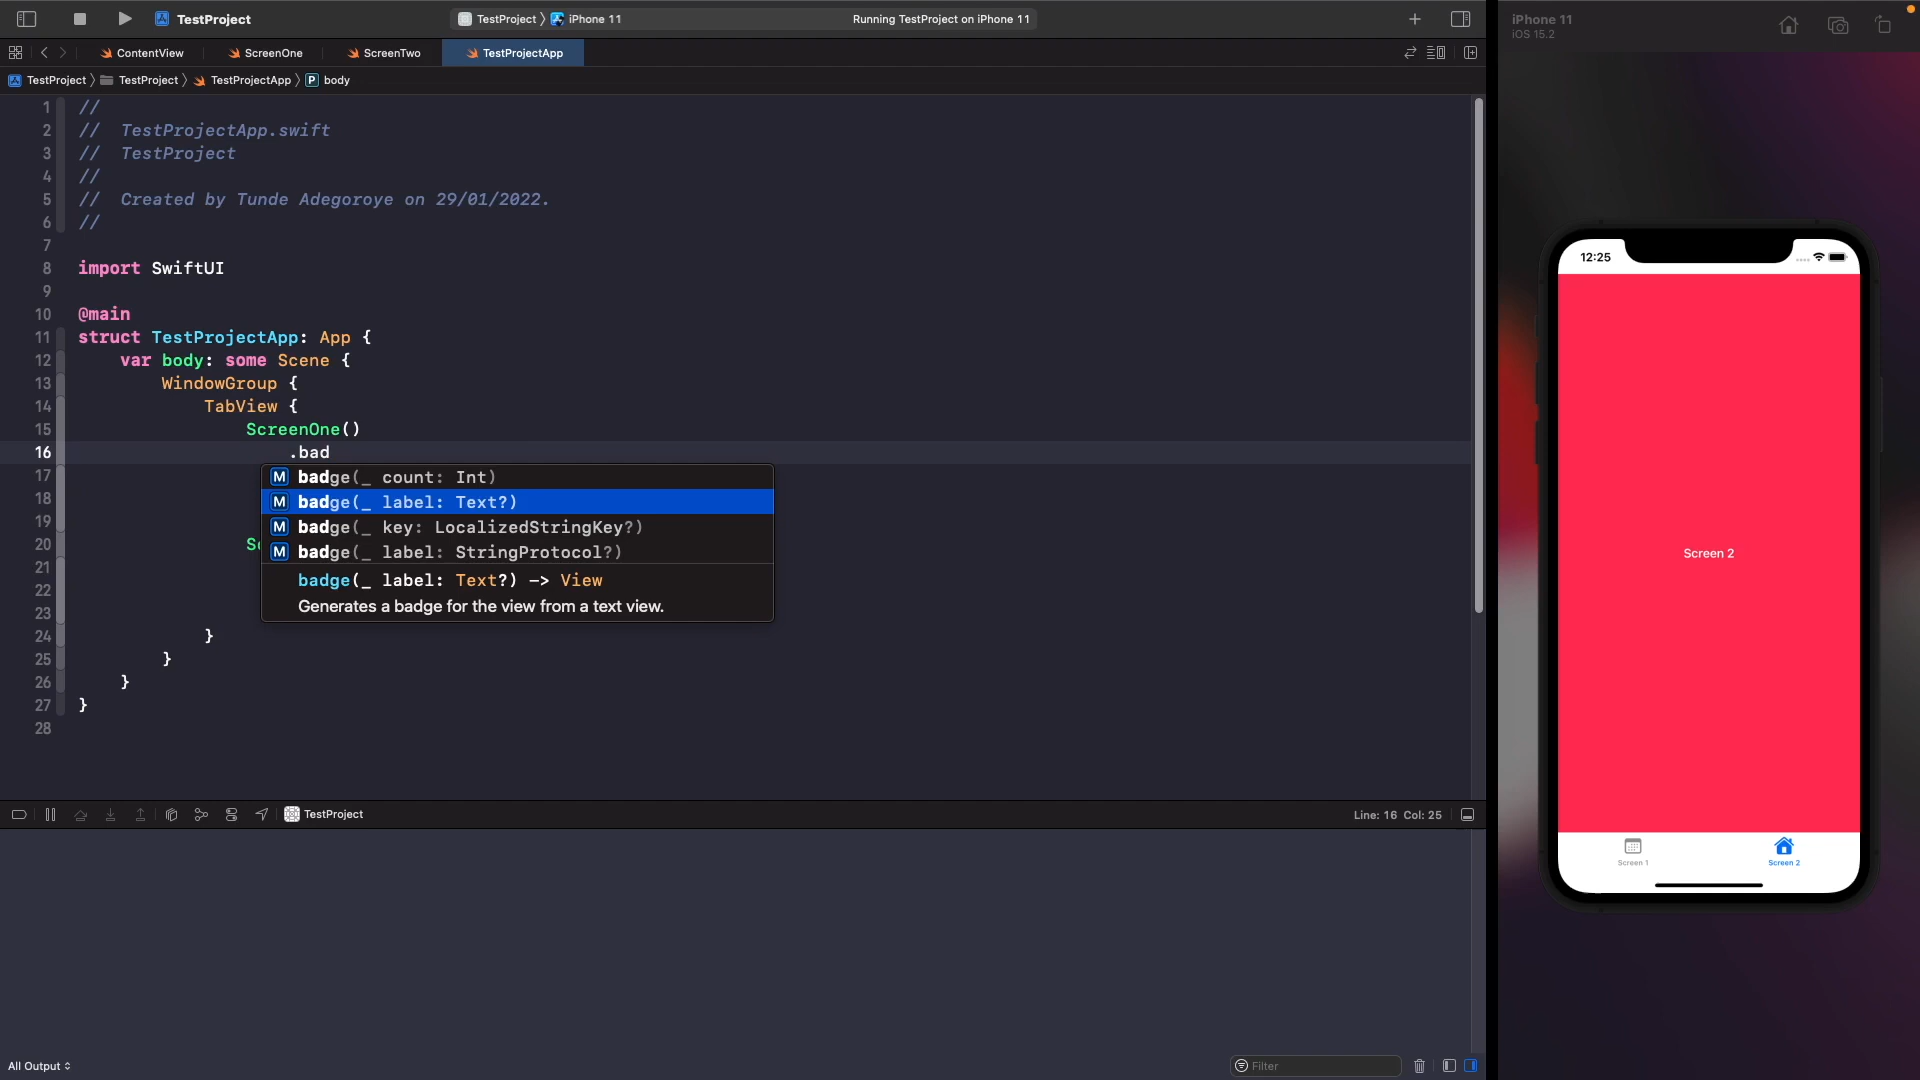 TestProject
TestProject
iPhone 11
Running TestProject on iPhone 11
ContentView
ScreenOne
ScreenTwo
TestProjectApp
TestProject
TestProject
TestProjectApp
P
body
1 //
2 //  TestProjectApp.swift
3 //  TestProject
4 //
5 //  Created by Tunde Adegoroye on 29/01/2022.
6 //
7
8 import SwiftUI
9
10 @main
11 struct TestProjectApp: App {
12 var body: some Scene {
13 WindowGroup {
14 TabView {
15 ScreenOne()
16 .bad
17
18
19
20 Sc
21
22
23
24 }
25 }
26 }
27 }
28
M badge(_ count: Int)
M badge(_ label: Text?)
M badge(_ key: LocalizedStringKey?)
M badge(_ label: StringProtocol?)
badge(_ label: Text?) -> View
Generates a badge for the view from a text view.
TestProject
Line: 16 Col: 25
All Output
Filter
iPhone 11
iOS 15.2
12:25
Screen 2
Screen 1
Screen 2